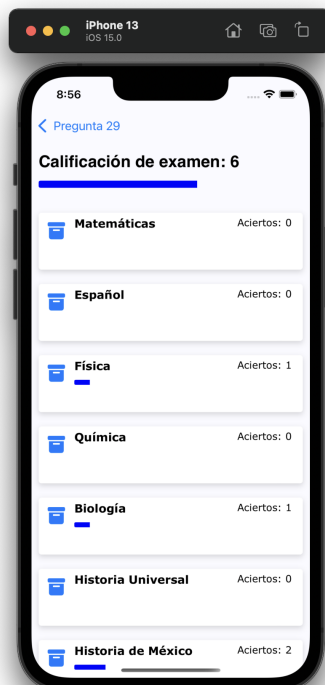 iPhone 13
iOS 15.0
8:56
Pregunta 29
Calificación de examen: 6
Matemáticas Aciertos: 0
Español Aciertos: 0
Física Aciertos: 1
Química Aciertos: 0
Biología Aciertos: 1
Historia Universal Aciertos: 0
Historia de México Aciertos: 2